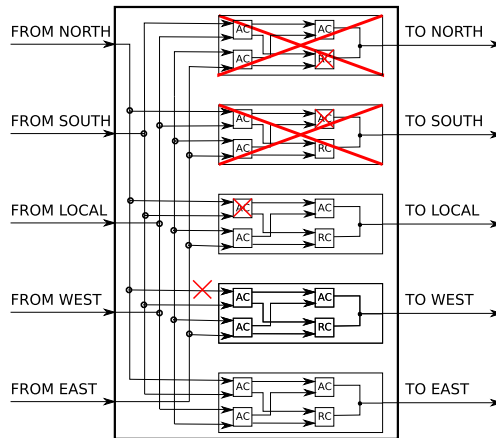 FROM NORTH
AC
AC
AC
RC
TO NORTH
FROM SOUTH
AC
AC
AC
RC
TO SOUTH
FROM LOCAL
AC
AC
AC
RC
TO LOCAL
FROM WEST
AC
AC
AC
RC
TO WEST
FROM EAST
AC
AC
AC
RC
TO EAST